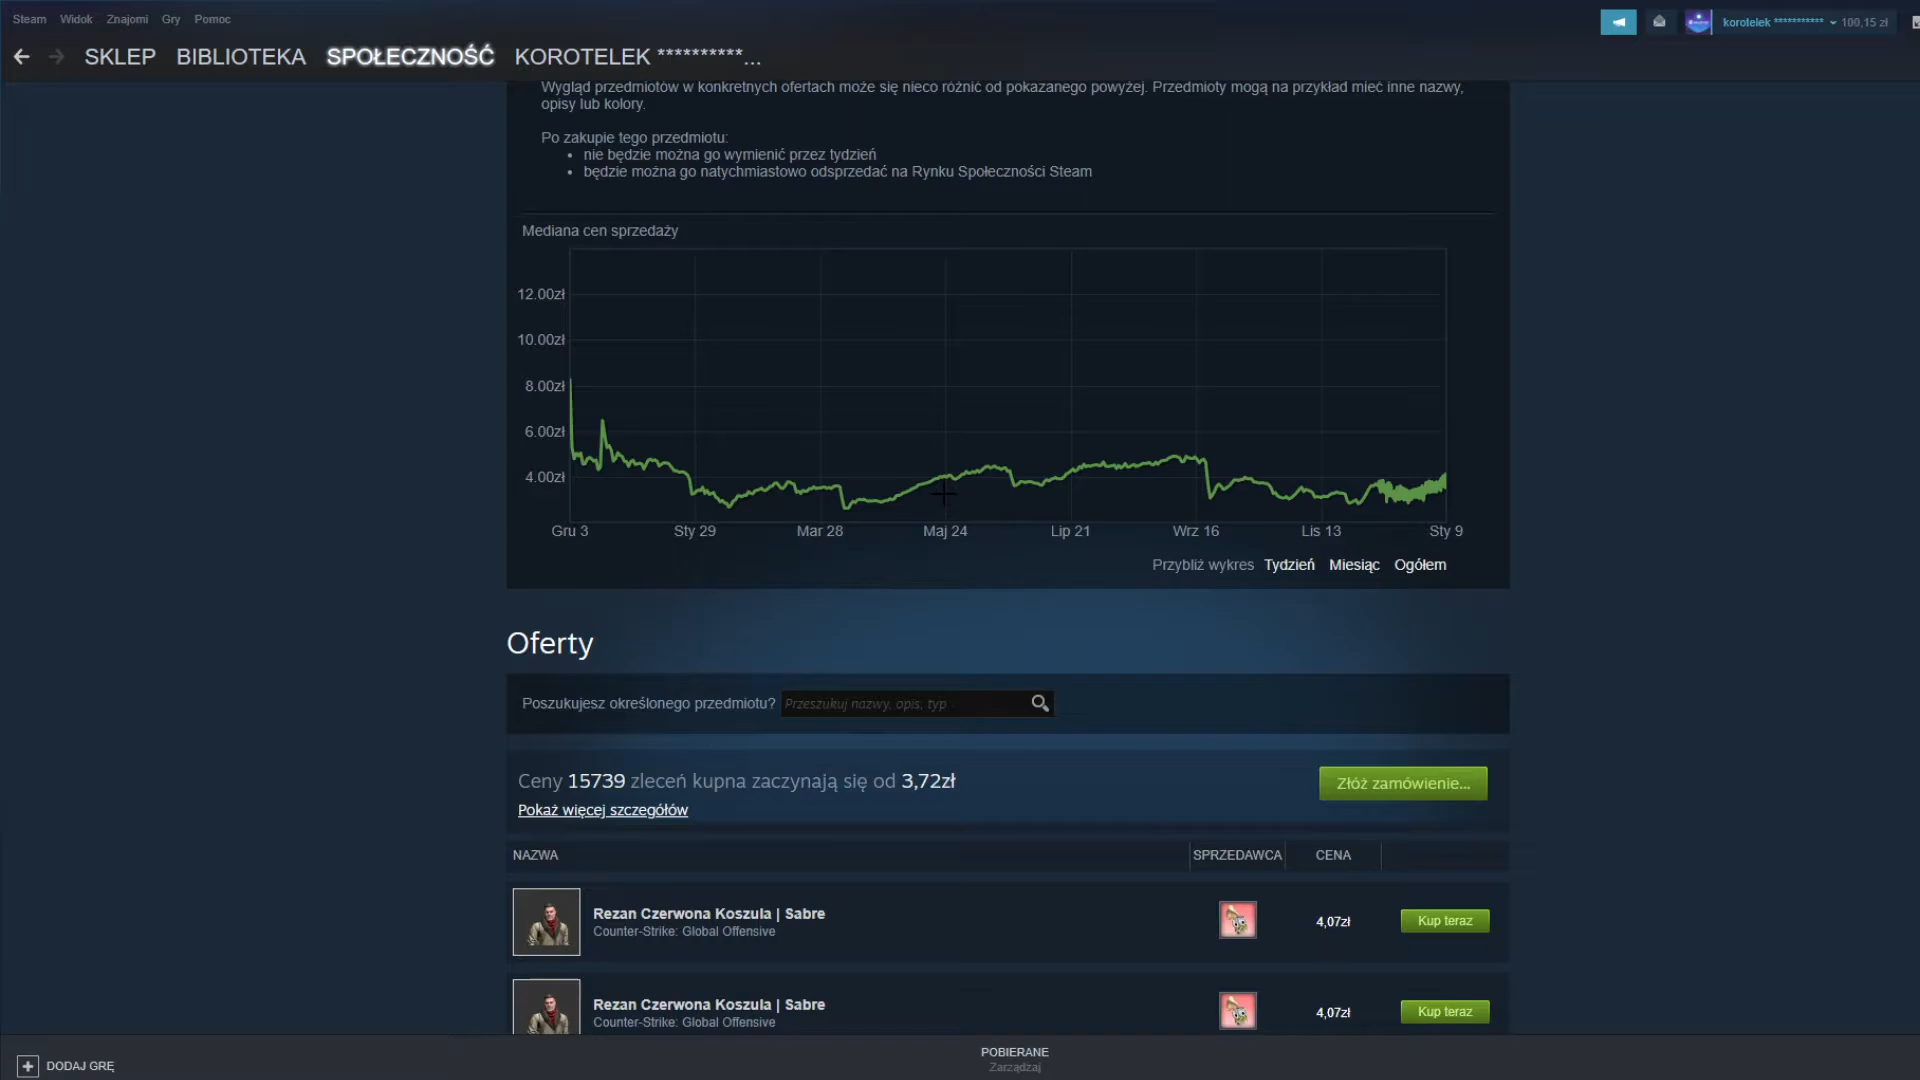 Steam Widok Znajomi Gry Pomoc
korotelek *********** 100,15 zł
SKLEP BIBLIOTEKA SPOŁECZNOŚĆ KOROTELEK **********...
Wygląd przedmiotów w konkretnych ofertach może się nieco różnić od pokazanego powyżej. Przedmioty mogą na przykład mieć inne nazwy,
opisy lub kolory.
Po zakupie tego przedmiotu:
• nie będzie można go wymienić przez tydzień
• będzie można go natychmiastowo odsprzedać na Rynku Społeczności Steam
Mediana cen sprzedaży
12.00zł
10.00zł
8.00zł
6.00zł
4.00zł
Gru 3 Sty 29 Mar 28 Maj 24 Lip 21 Wrz 16 Lis 13 Sty 9
Przybliż wykres Tydzień Miesiąc Ogółem
Oferty
Poszukujesz określonego przedmiotu? Przeszukuj nazwy, opis, typ
Ceny 15739 zleceń kupna zaczynają się od 3,72zł
Złóż zamówienie...
Pokaż więcej szczegółów
NAZWA SPRZEDAWCA CENA
Rezan Czerwona Koszula | Sabre
Counter-Strike: Global Offensive
4,07zł Kup teraz
Rezan Czerwona Koszula | Sabre
Counter-Strike: Global Offensive
4,07zł Kup teraz
DODAJ GRĘ
POBIERANE
Zarządzaj